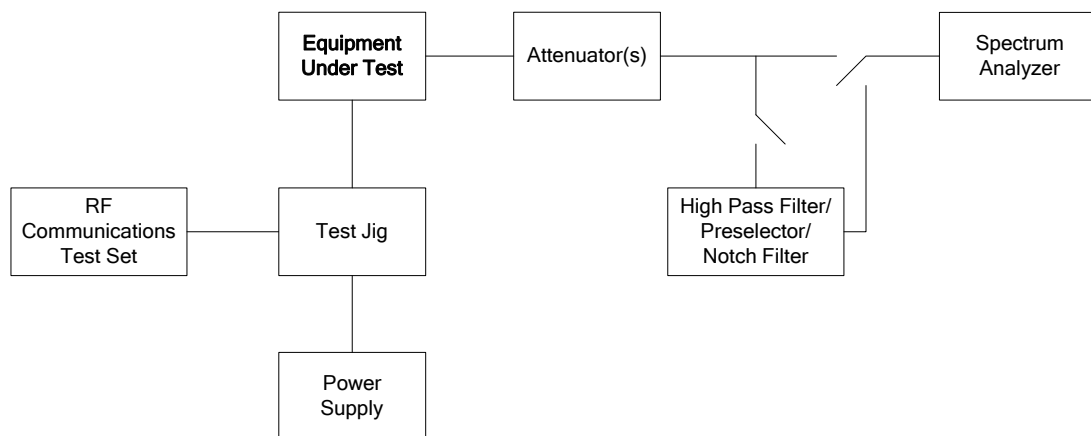 Equipment
Under Test
Attenuator(s)
Spectrum
Analyzer
RF
Communications
Test Set
Test Jig
High Pass Filter/
Preselector/
Notch Filter
Power
Supply